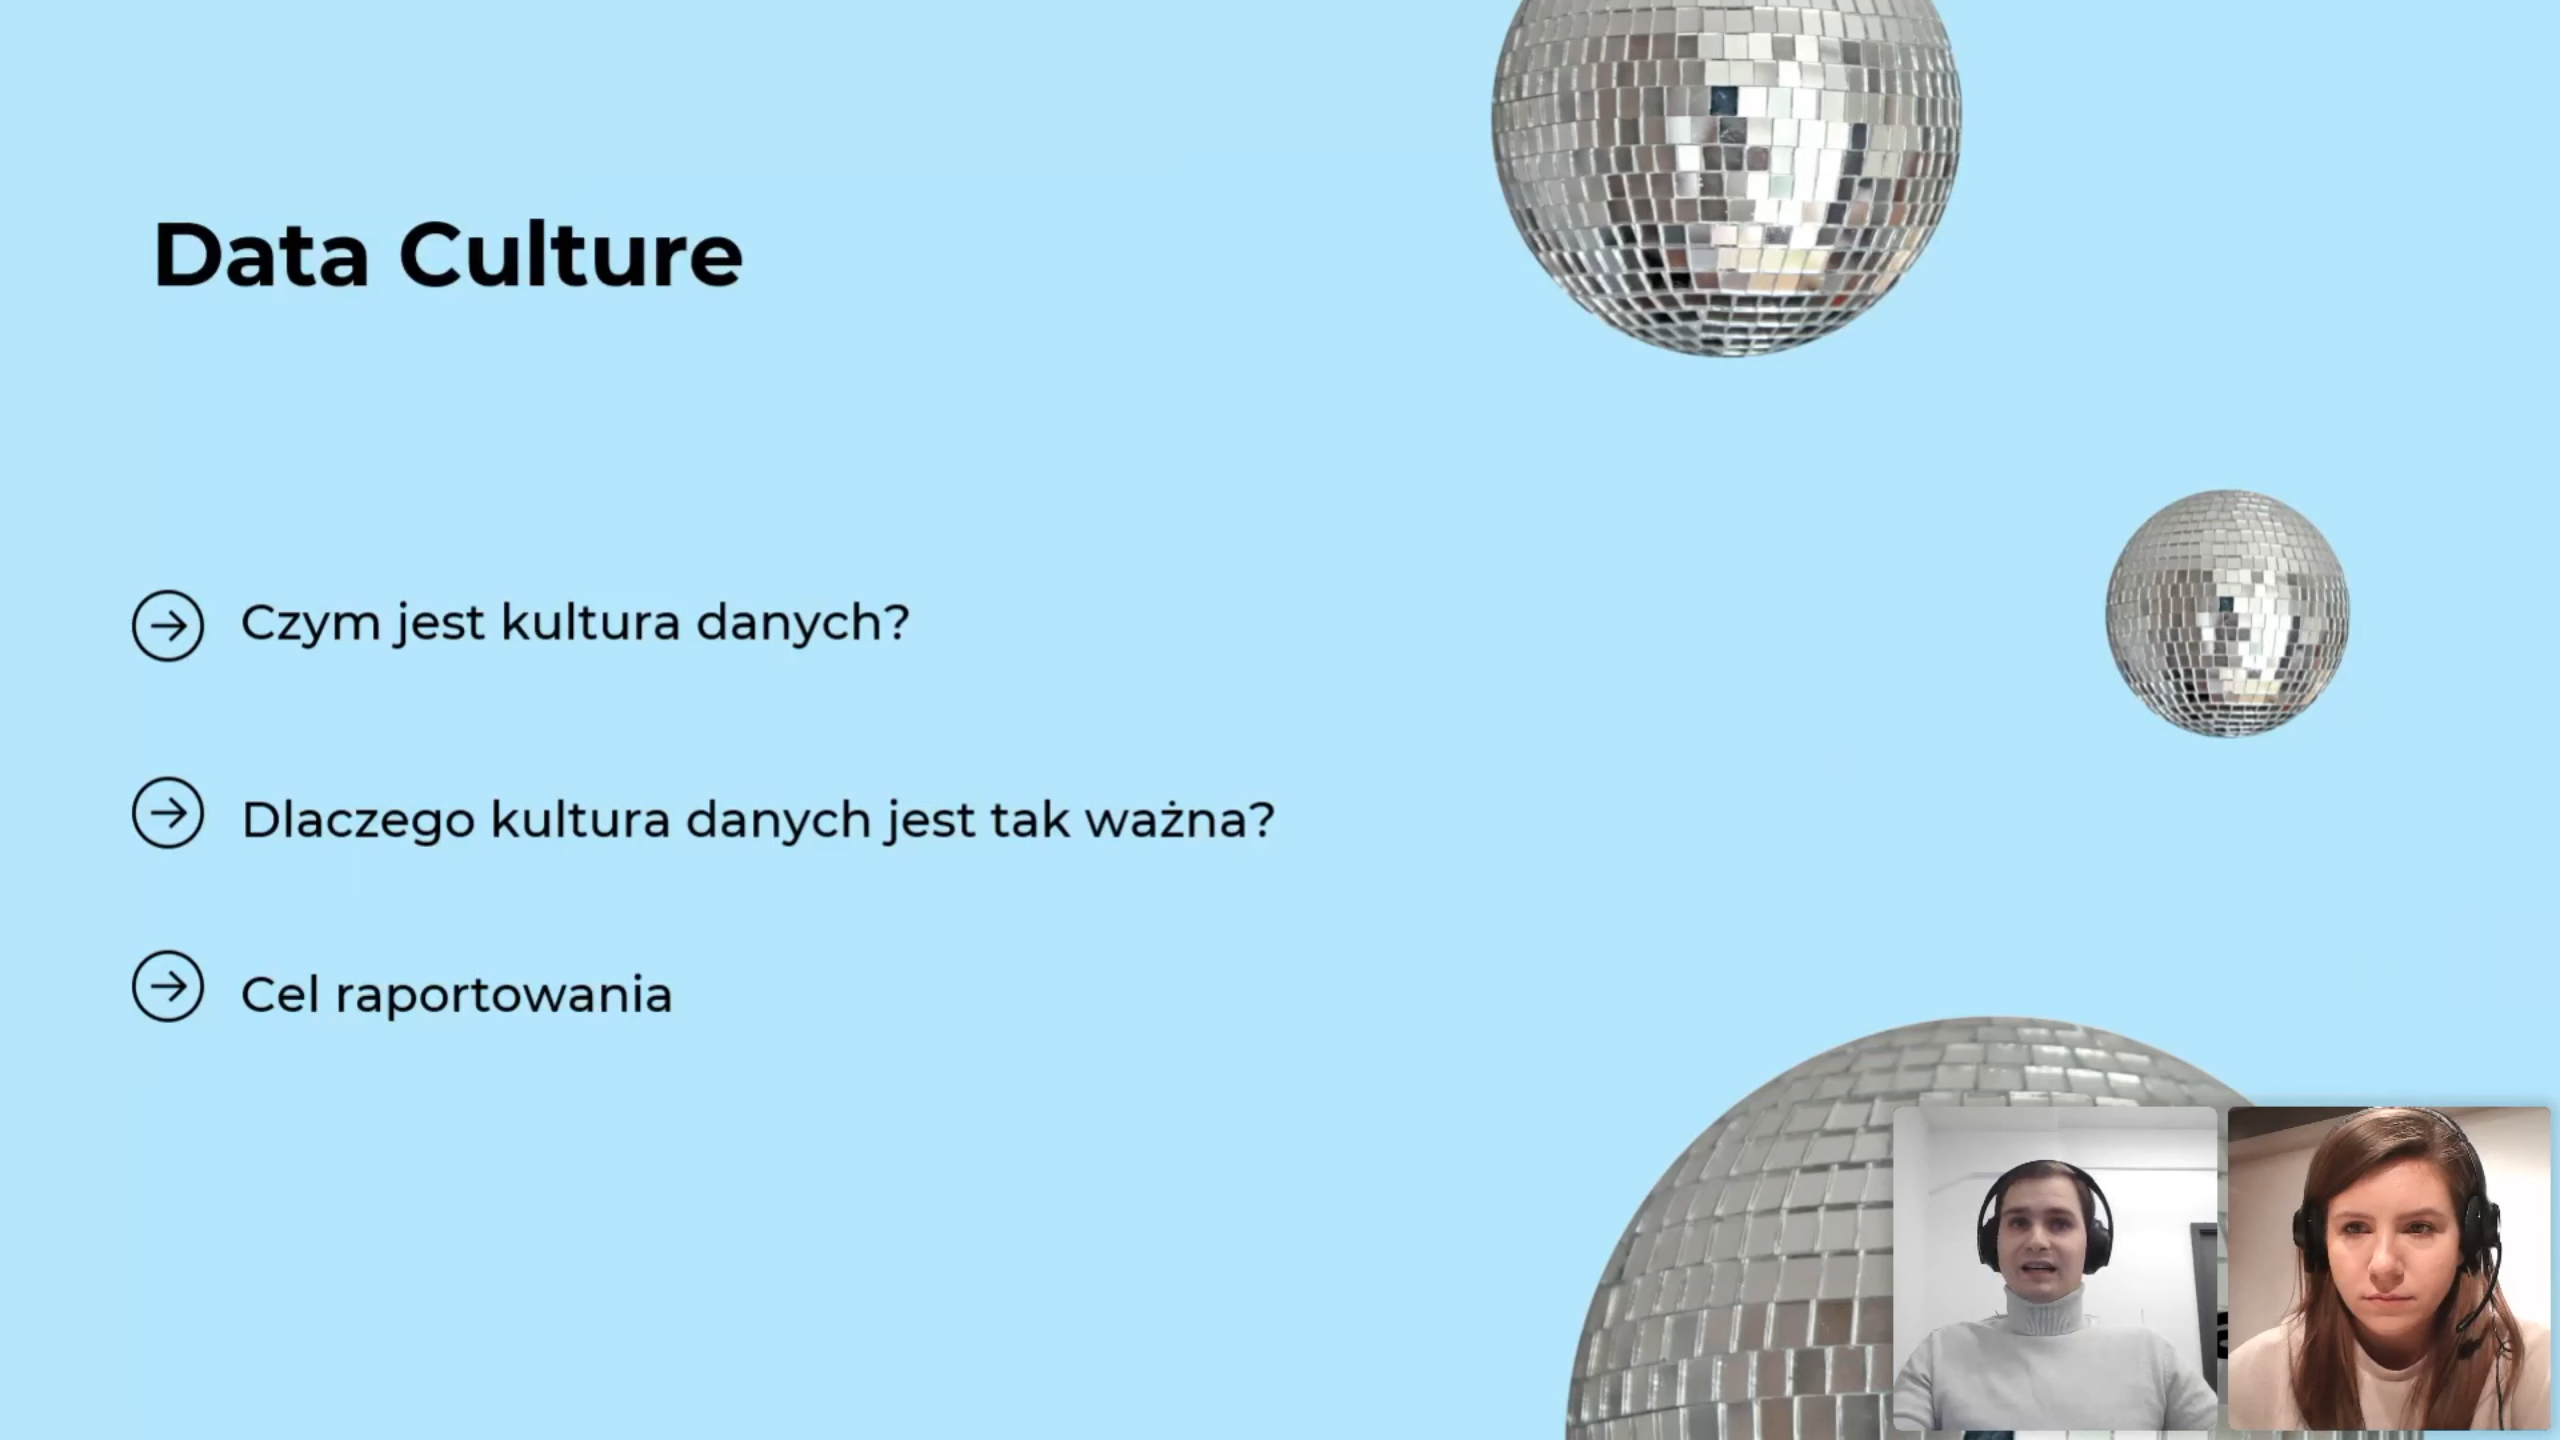 Data Culture
Czym jest kultura danych?
Dlaczego kultura danych jest tak ważna?
Cel raportowania